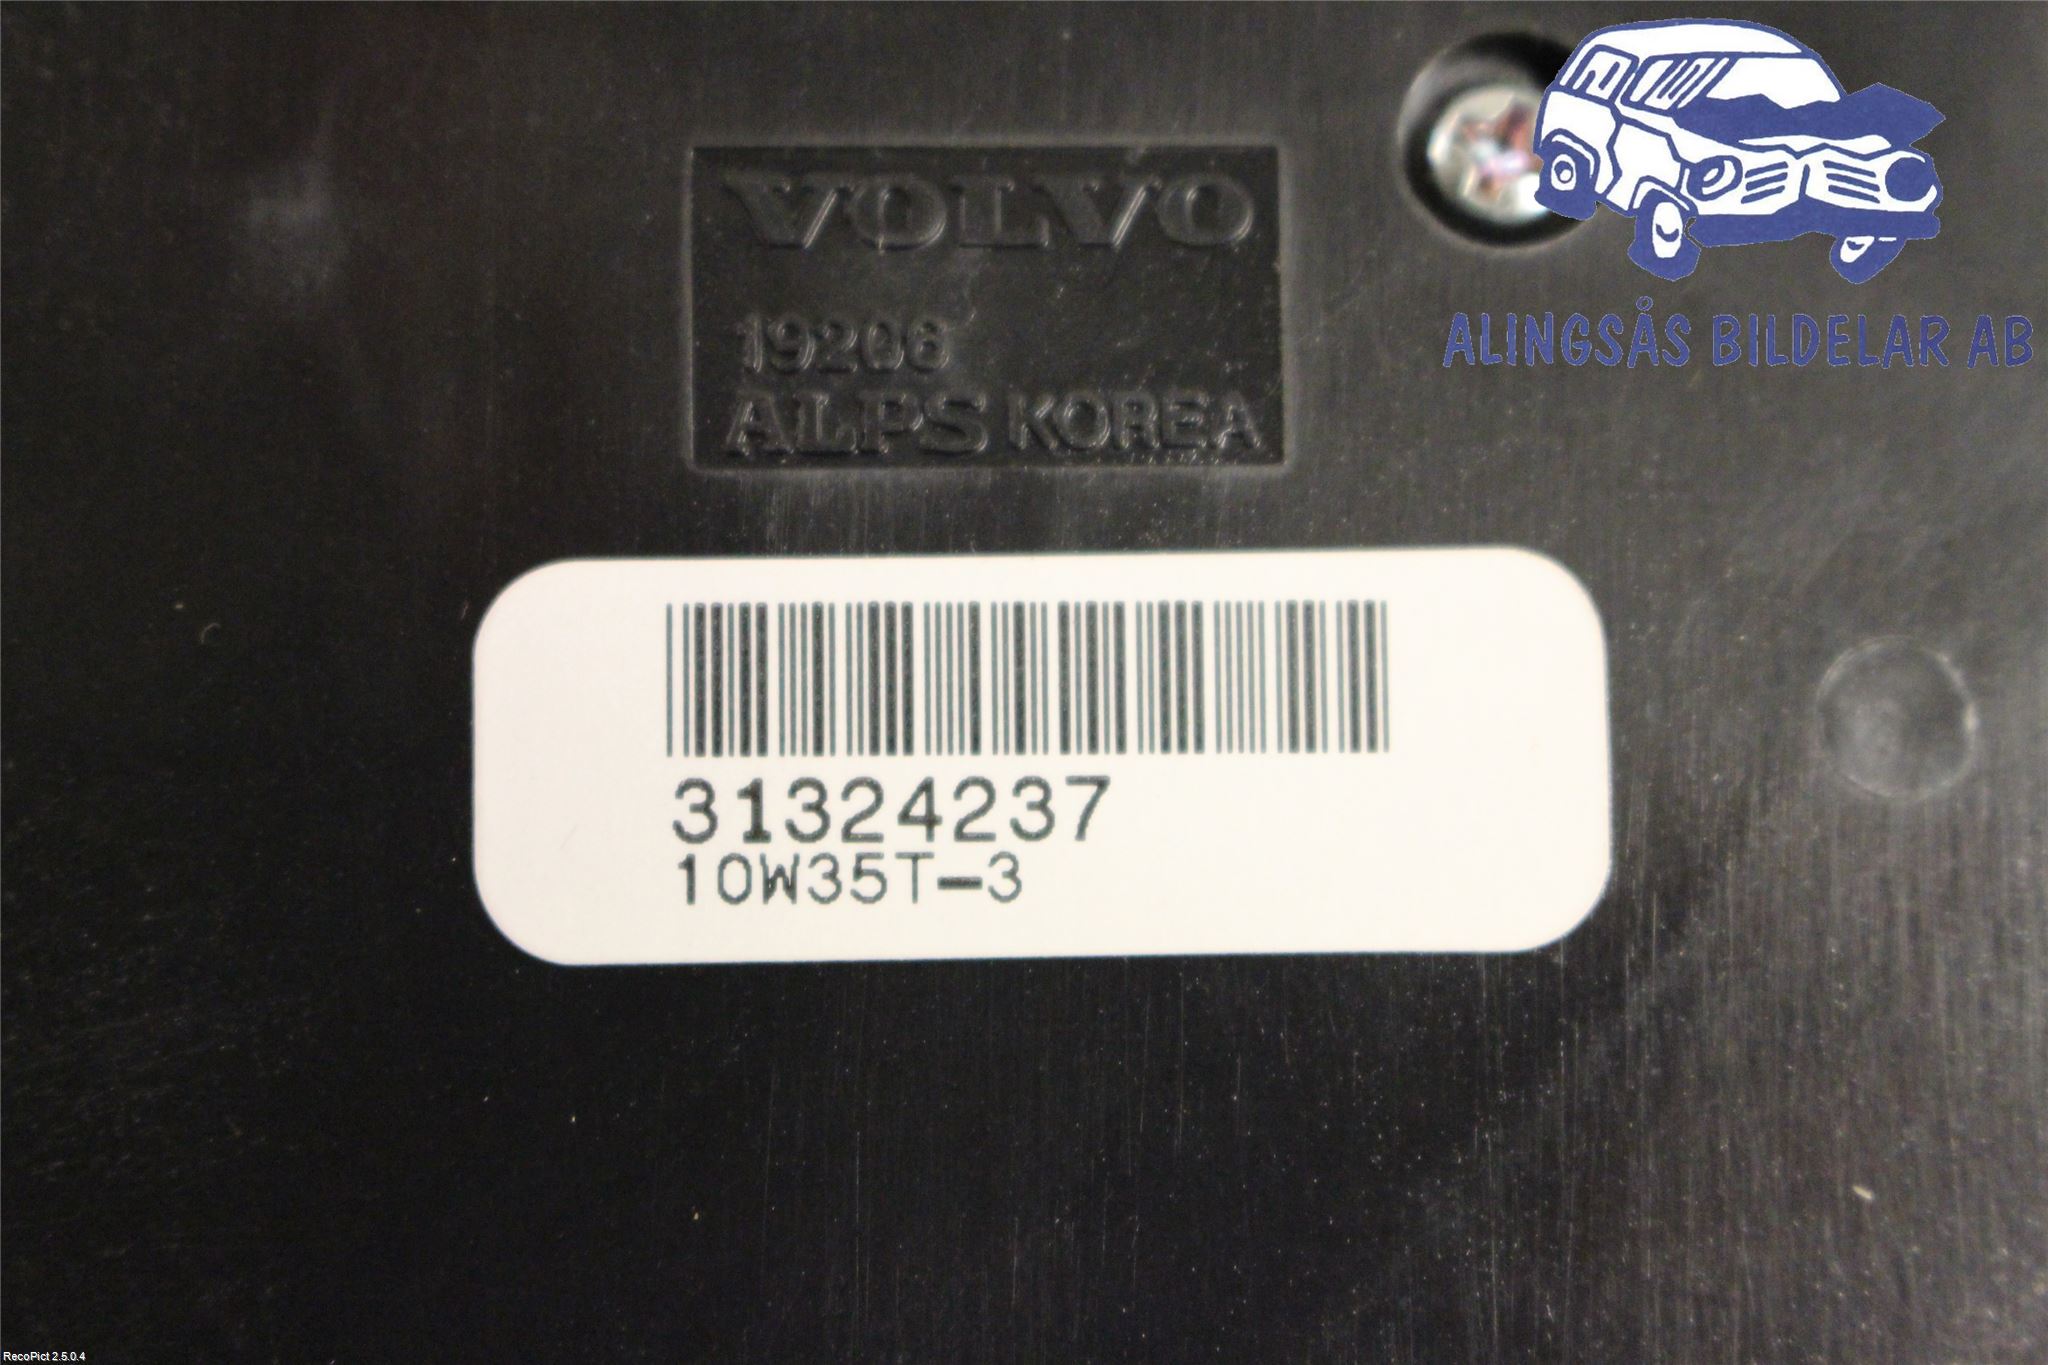 VOLVO
19206
ALPS KOREA
ALINGSÅS BILDELAR AB
31324237
10W35T-3
RecoPict 2.5.0.4